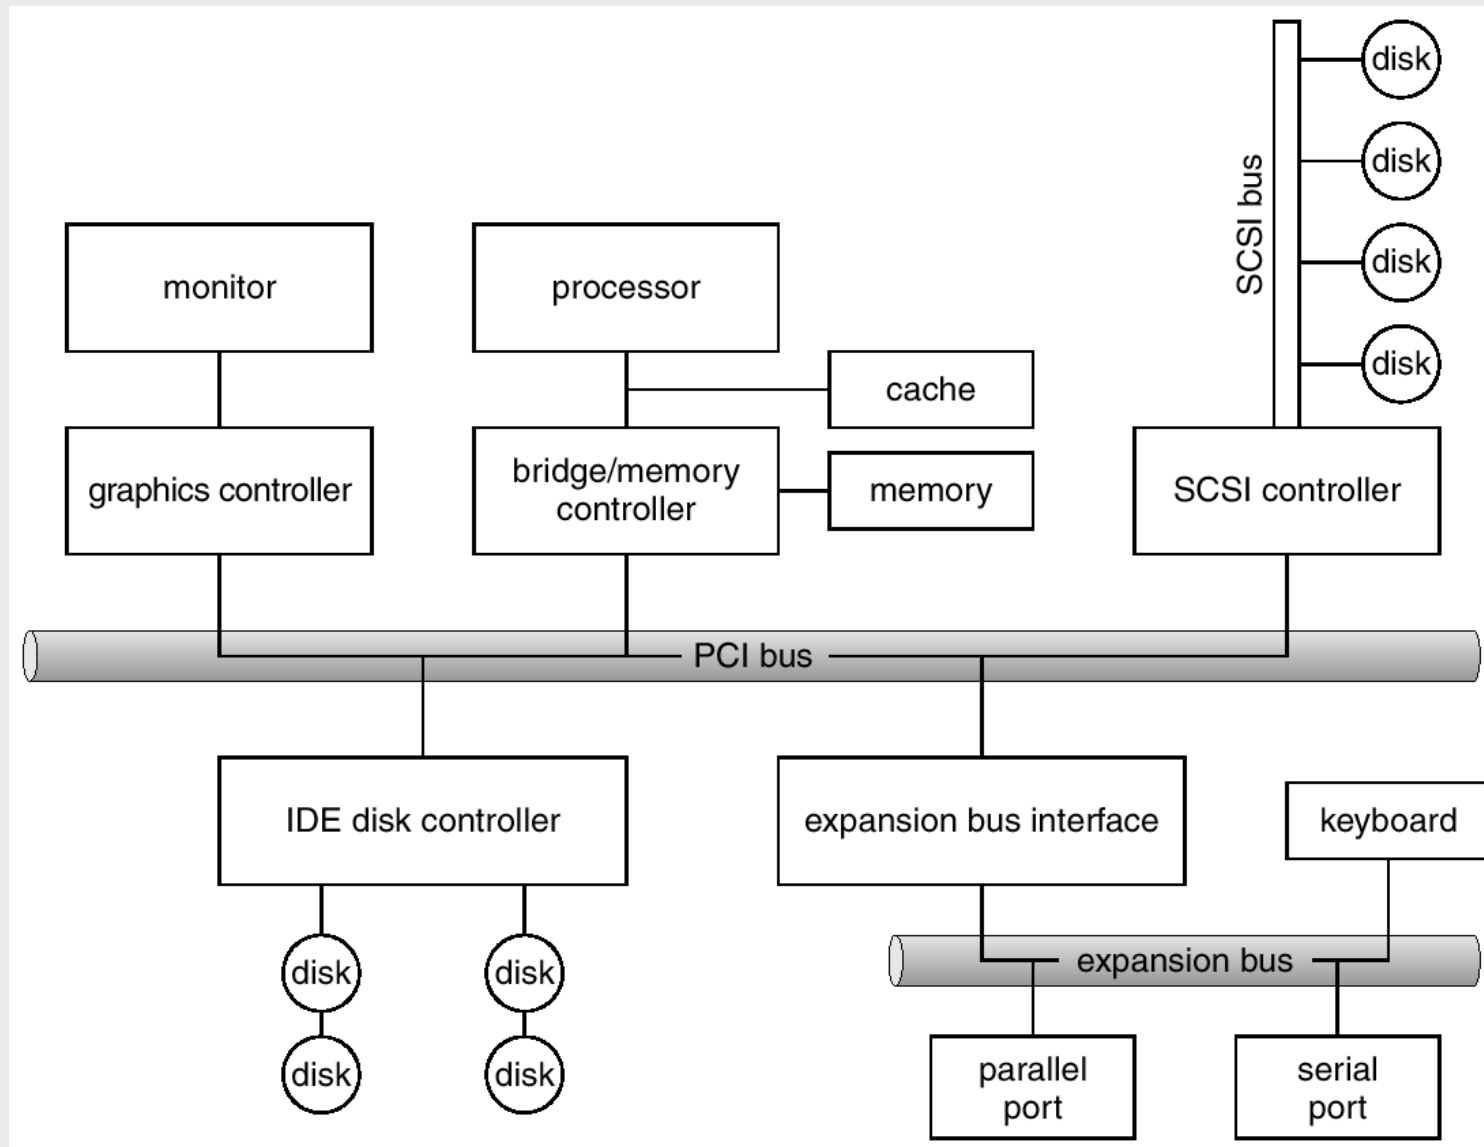 disk
disk
SCSI bus
disk
disk
monitor
processor
cache
graphics controller
bridge/memory
controller
memory
SCSI controller
PCI bus
IDE disk controller
expansion bus interface
keyboard
disk
disk
expansion bus
disk
disk
parallel
port
serial
port